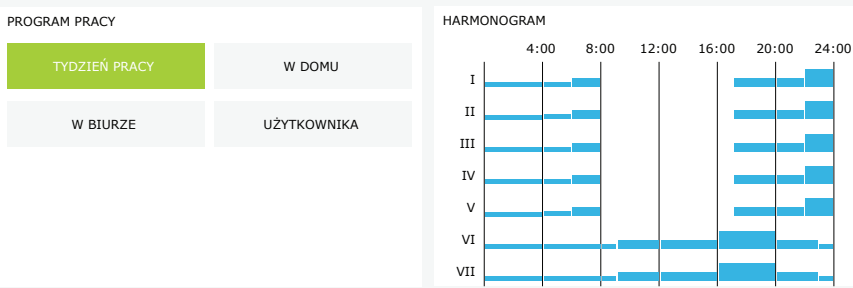 PROGRAM PRACY
TYDZIEŃ PRACY
W DOMU
W BIURZE
UŻYTKOWNIKA
HARMONOGRAM
4:00 8:00 12:00 16:00 20:00 24:00
I
II
III
IV
V
VI
VII